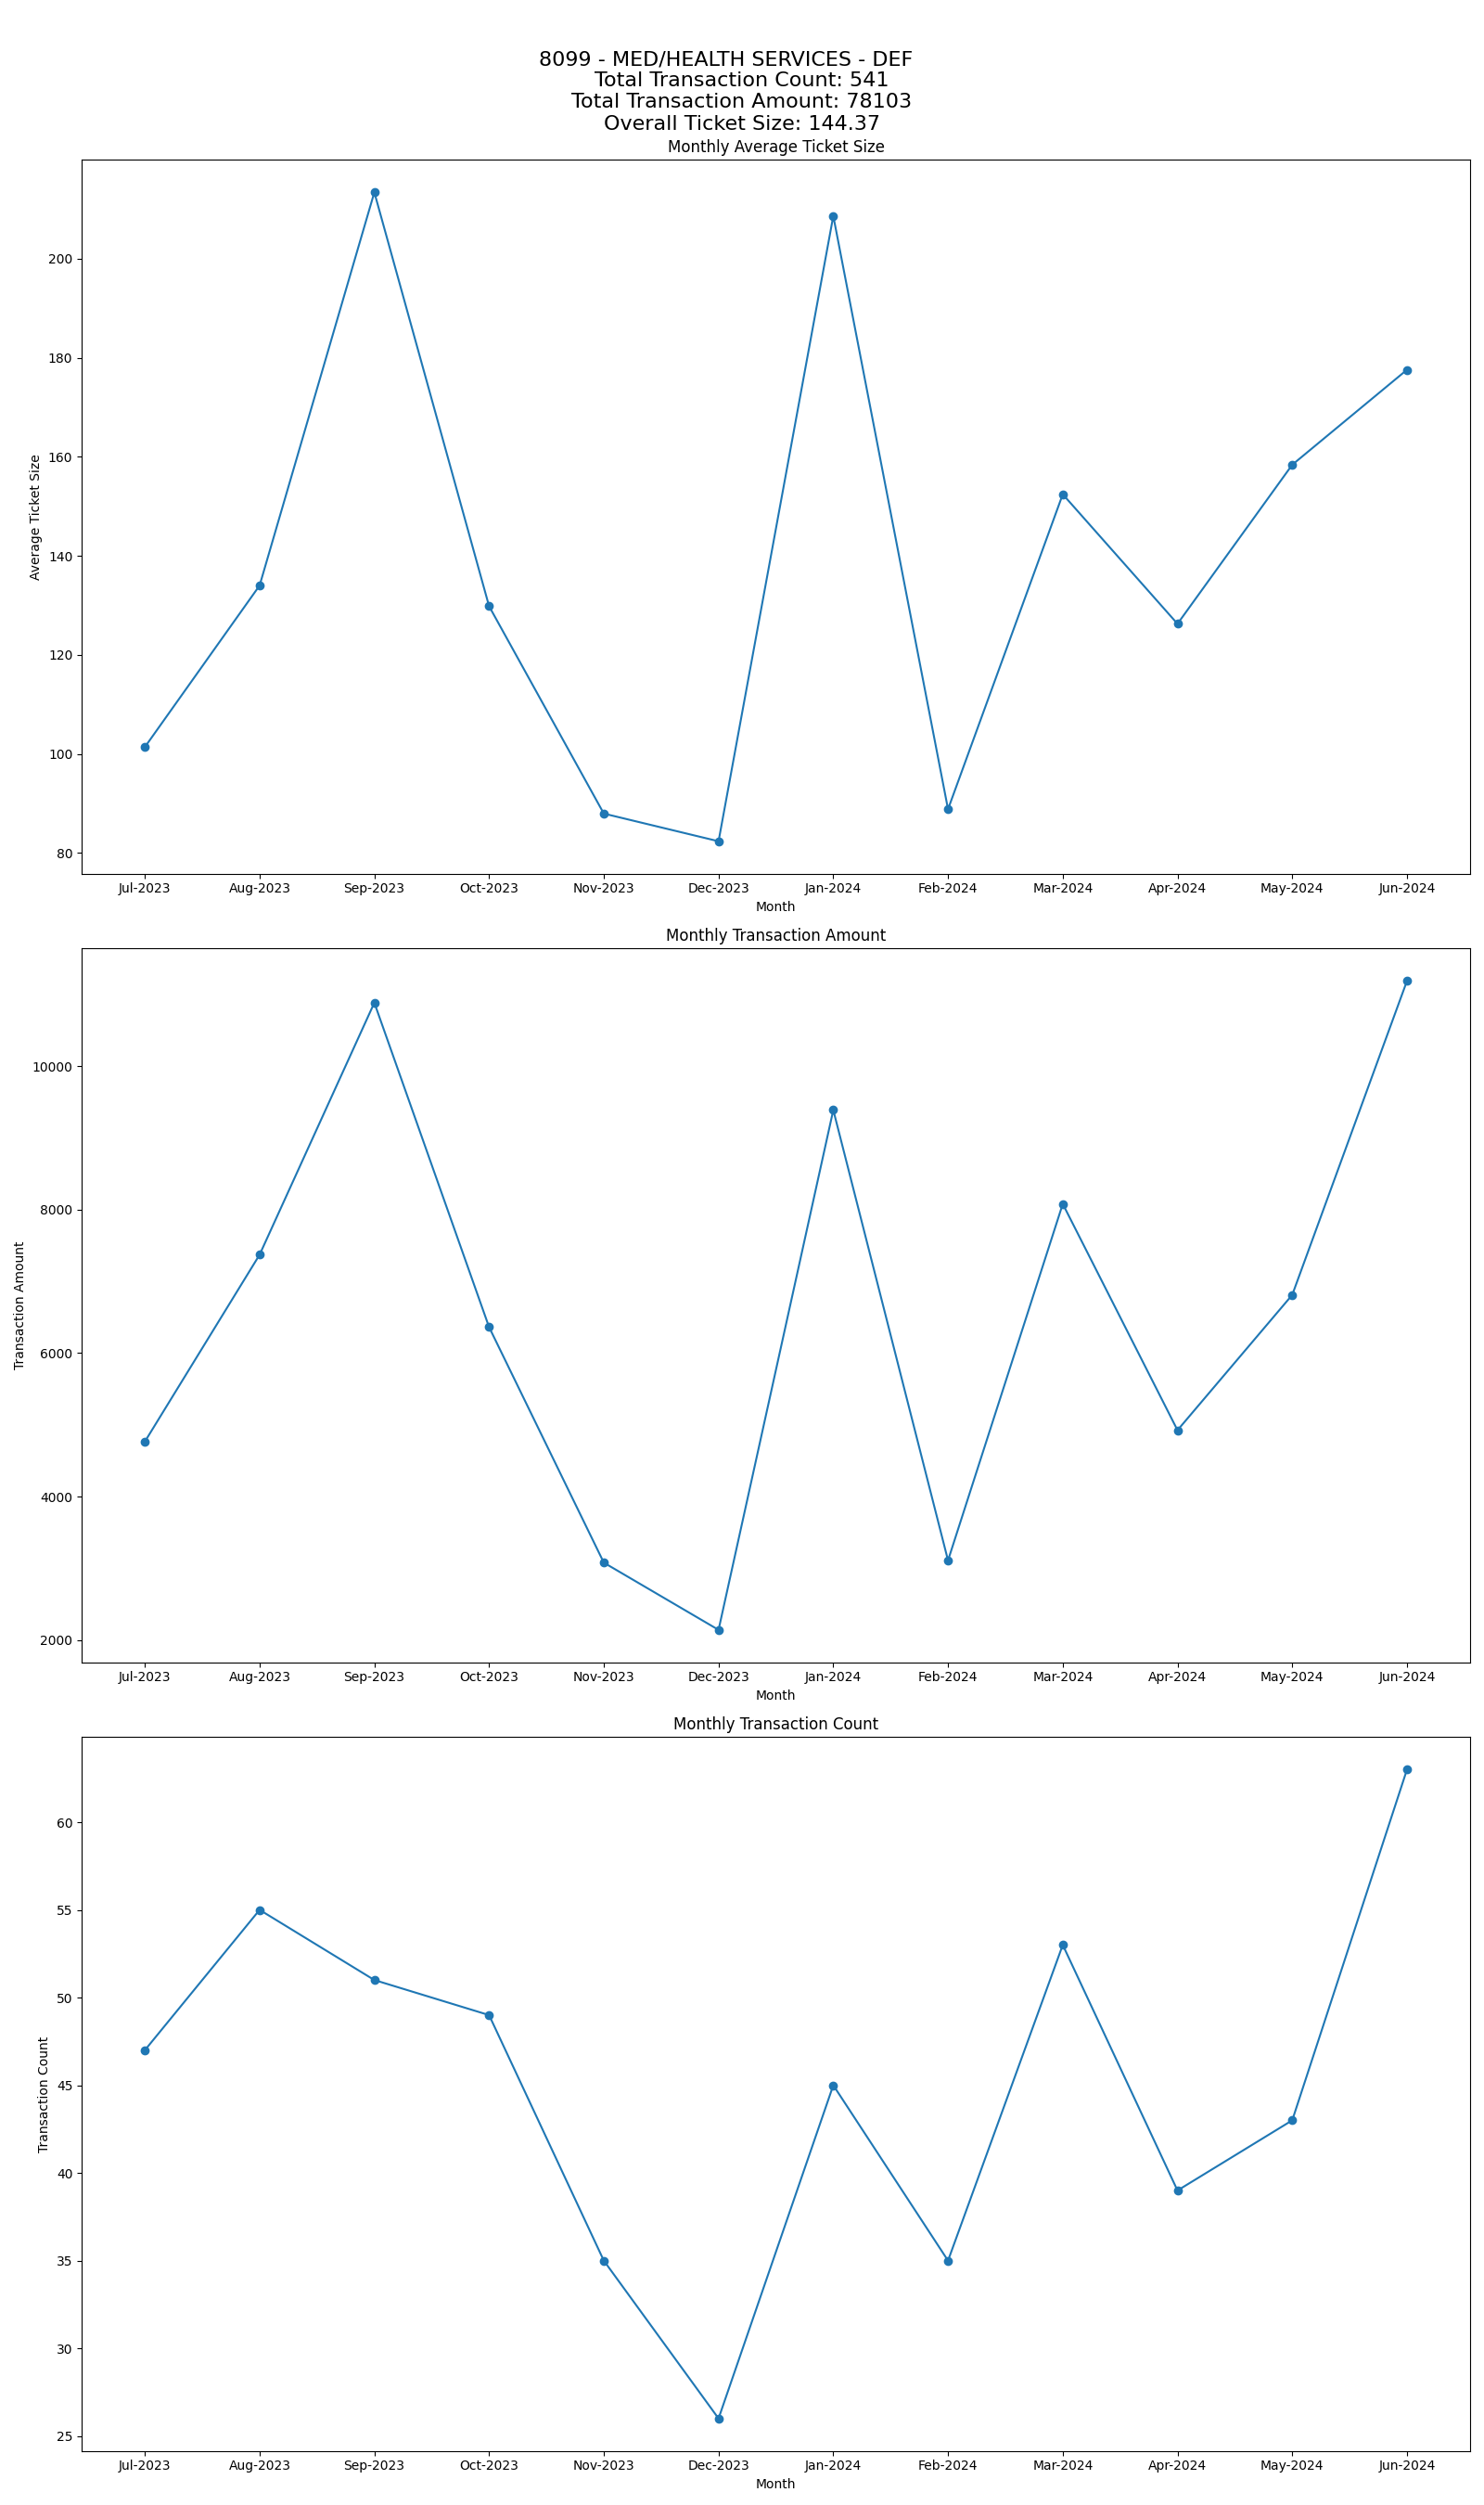 8099 - MED/HEALTH SERVICES - DEF
Total Transaction Count: 541
Total Transaction Amount: 78103
Overall Ticket Size: 144.37
Monthly Average Ticket Size
Average Ticket Size
200
180
160
140
120
100
80
Jul-2023 Aug-2023 Sep-2023 Oct-2023 Nov-2023 Dec-2023 Jan-2024 Feb-2024 Mar-2024 Apr-2024 May-2024 Jun-2024
Month
Monthly Transaction Amount
Transaction Amount
10000
8000
6000
4000
2000
Jul-2023 Aug-2023 Sep-2023 Oct-2023 Nov-2023 Dec-2023 Jan-2024 Feb-2024 Mar-2024 Apr-2024 May-2024 Jun-2024
Month
Monthly Transaction Count
Transaction Count
60
55
50
45
40
35
30
25
Jul-2023 Aug-2023 Sep-2023 Oct-2023 Nov-2023 Dec-2023 Jan-2024 Feb-2024 Mar-2024 Apr-2024 May-2024 Jun-2024
Month